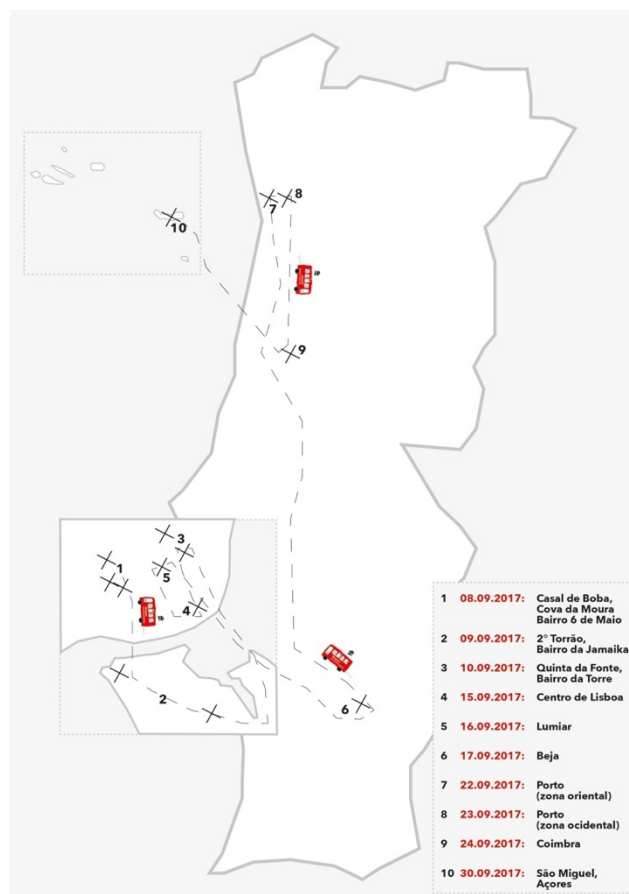 7
8
10
9
3
1
5
4
2
6
1 08.09.2017: Casal de Boba,
Cova da Moura
Bairro 6 de Maio
2 09.09.2017: 2º Torrão,
Bairro da Jamaika
3 10.09.2017: Quinta da Fonte,
Bairro da Torre
4 15.09.2017: Centro de Lisboa
5 16.09.2017: Lumiar
6 17.09.2017: Beja
7 22.09.2017: Porto
(zona oriental)
8 23.09.2017: Porto
(zona ocidental)
9 24.09.2017: Coimbra
10 30.09.2017: São Miguel,
Açores